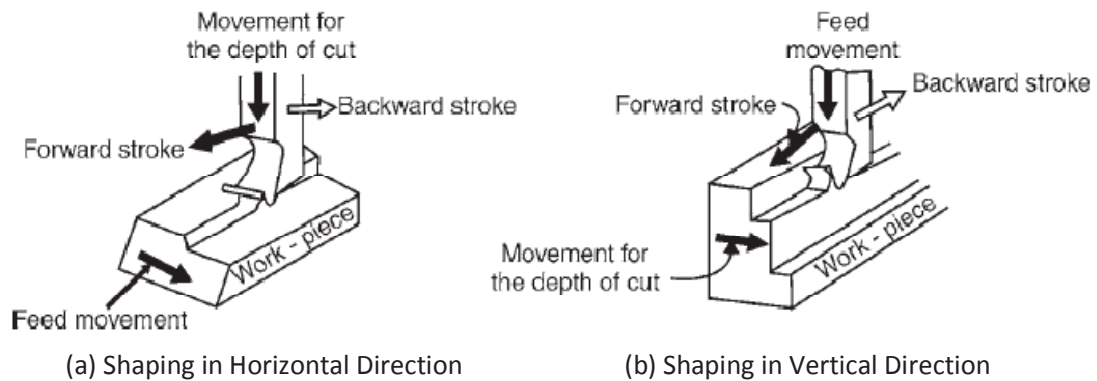 Movement for
the depth of cut
Backward stroke
Forward stroke
Work - piece
Feed movement
(a) Shaping in Horizontal Direction
Feed
movement
Forward stroke
Backward stroke
Movement for
the depth of cut
Work - piece
(b) Shaping in Vertical Direction